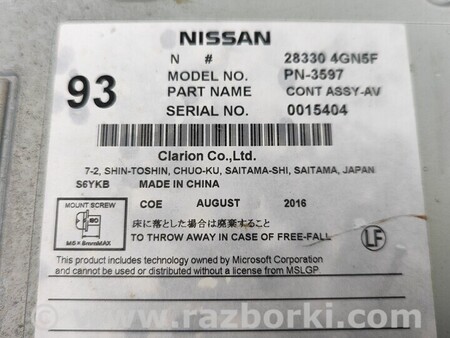 NISSAN
N # 28330 4GN5F
MODEL NO. PN-3597
93 PART NAME CONT ASSY-AV
SERIAL NO. 0015404
Clarion Co.,Ltd.
7-2, SHIN-TOSHIN, CHUO-KU, SAITAMA-SHI, SAITAMA, JAPAN
S6YKB MADE IN CHINA
MOUNT SCREW COE AUGUST 2016
床に落とした場合は廃棄すること
TO THROW AWAY IN CASE OF FREE-FALL LF
M5×8mmMAX
This product includes technology owned by Microsoft Corporation
and cannot be used or distributed without a license from MSLGP
www.razborki.com